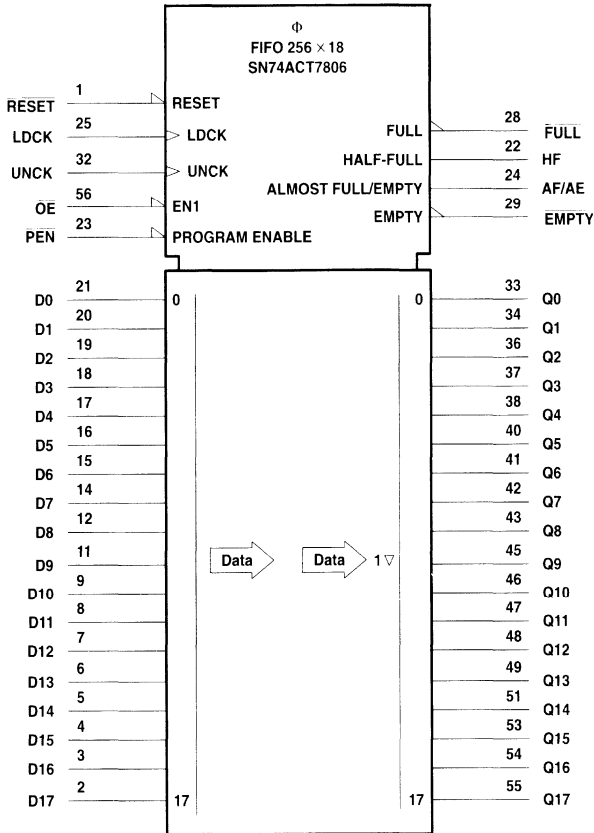 Φ
FIFO 256 × 18
SN74ACT7806
R̅E̅S̅E̅T̅ 1 RESET
LDCK 25 LDCK
UNCK 32 UNCK
O̅E̅ 56 EN1
P̅E̅N̅ 23 PROGRAM ENABLE
FULL 28 F̅U̅L̅L̅
HALF-FULL 22 HF
ALMOST FULL/EMPTY 24 AF/AE
EMPTY 29 E̅M̅P̅T̅Y̅
D0 21 0 0 33 Q0
D1 20 34 Q1
D2 19 36 Q2
D3 18 37 Q3
D4 17 38 Q4
D5 16 40 Q5
D6 15 41 Q6
D7 14 42 Q7
D8 12 43 Q8
D9 11 Data Data 1 ▽ 45 Q9
D10 9 46 Q10
D11 8 47 Q11
D12 7 48 Q12
D13 6 49 Q13
D14 5 51 Q14
D15 4 53 Q15
D16 3 54 Q16
D17 2 17 17 55 Q17